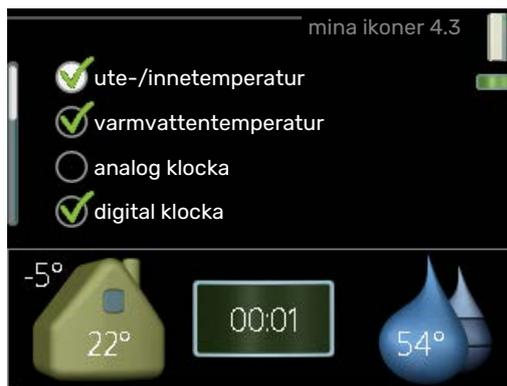 mina ikoner 4.3
ute-/innetemperatur
varmvattentemperatur
analog klocka
digital klocka
-5°
22°
00:01
54°